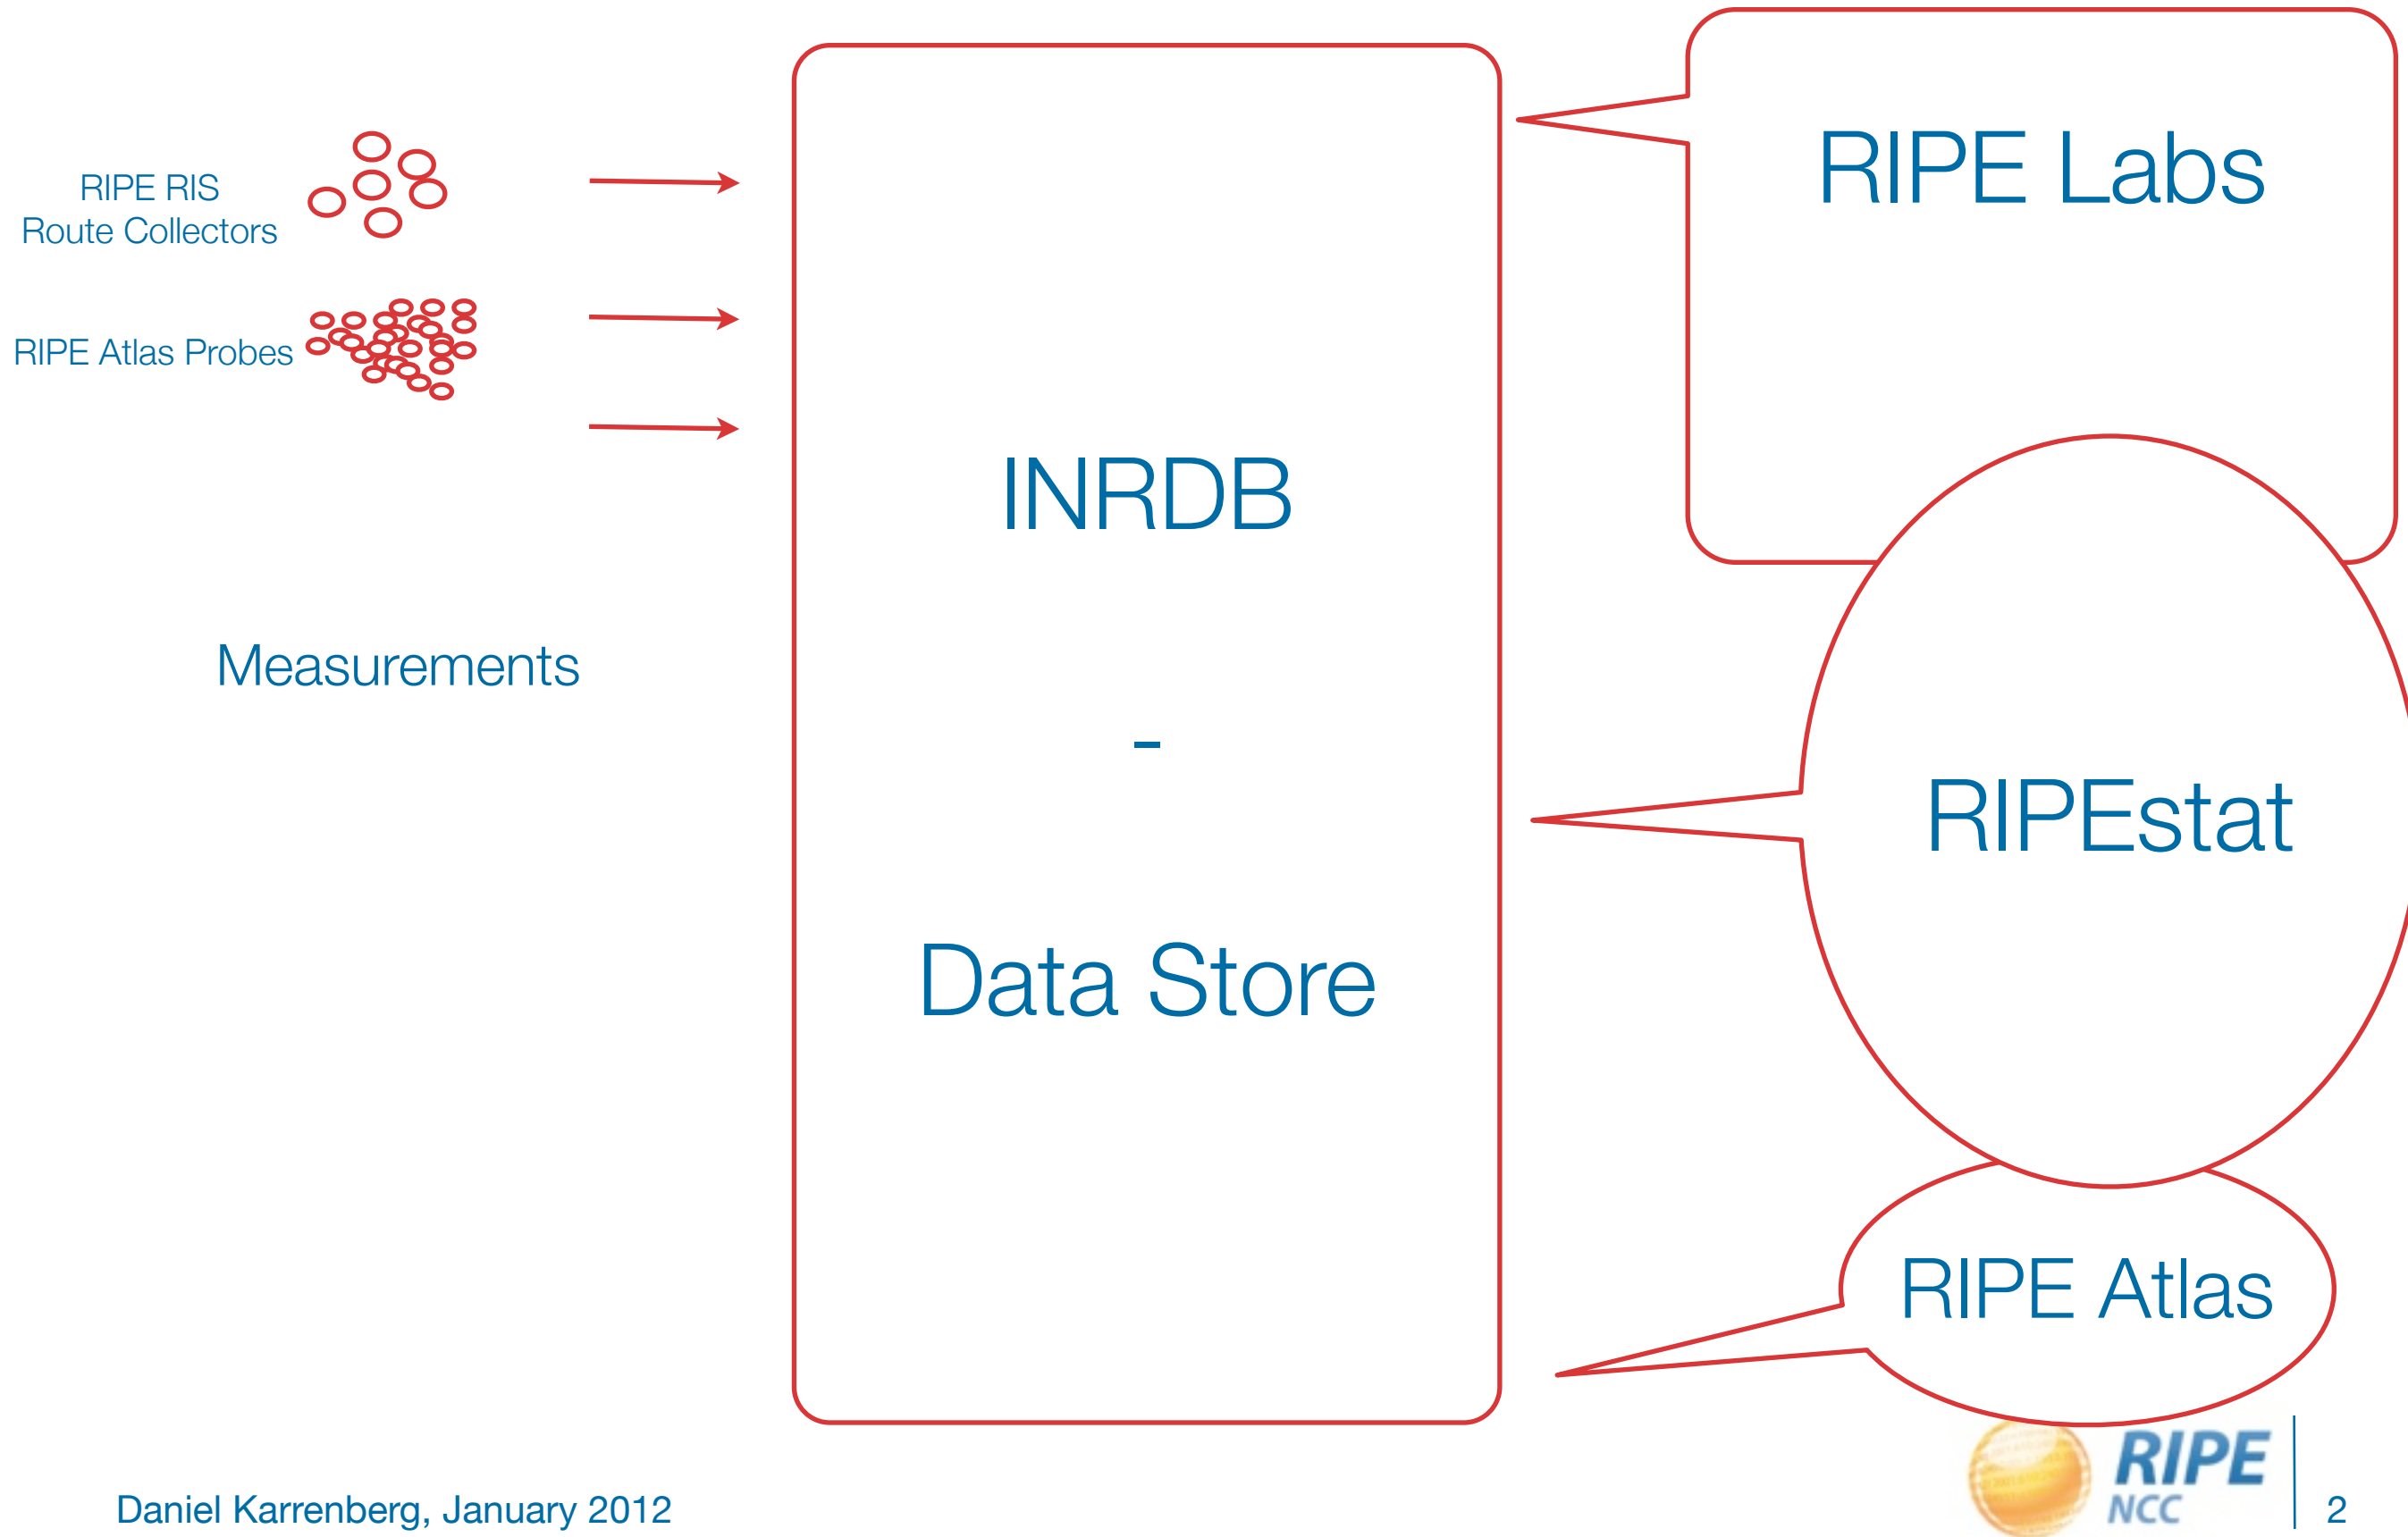 RIPE RIS
Route Collectors
RIPE Atlas Probes
Measurements
INRDB
-
Data Store
RIPE Labs
RIPEstat
RIPE Atlas
Daniel Karrenberg, January 2012
RIPE
NCC
2